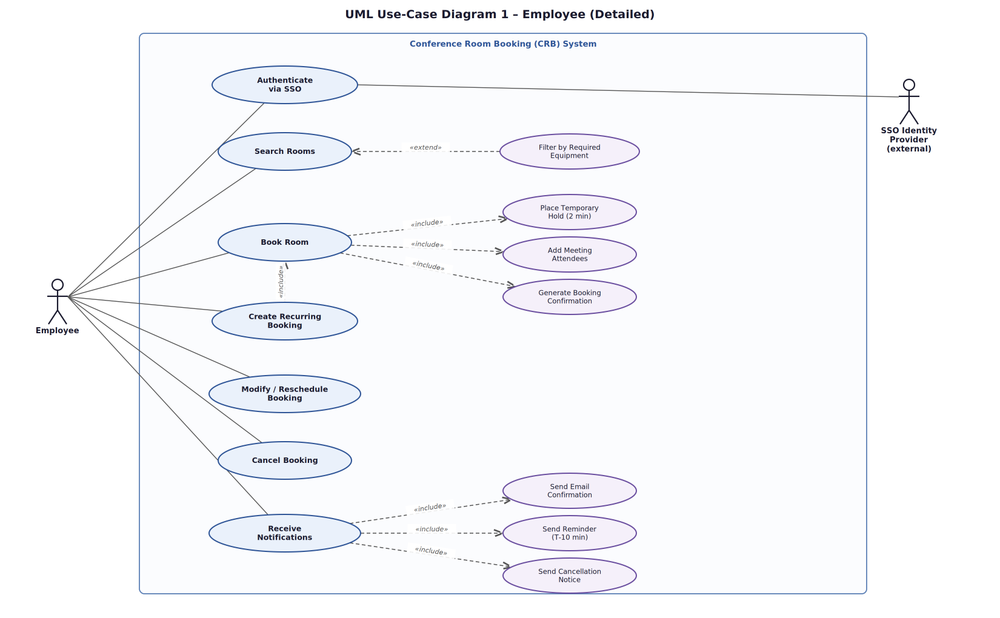 UML Use-Case Diagram 1 – Employee (Detailed)
Conference Room Booking (CRB) System
Authenticate
via SSO
SSO Identity
Provider
(external)
Search Rooms
«extend»
Filter by Required
Equipment
Place Temporary
Hold (2 min)
«include»
Book Room
«include»
Add Meeting
Attendees
«include»
Generate Booking
Confirmation
«include»
Create Recurring
Booking
Employee
Modify / Reschedule
Booking
Cancel Booking
Send Email
Confirmation
«include»
Receive
Notifications
«include»
Send Reminder
(T-10 min)
«include»
Send Cancellation
Notice